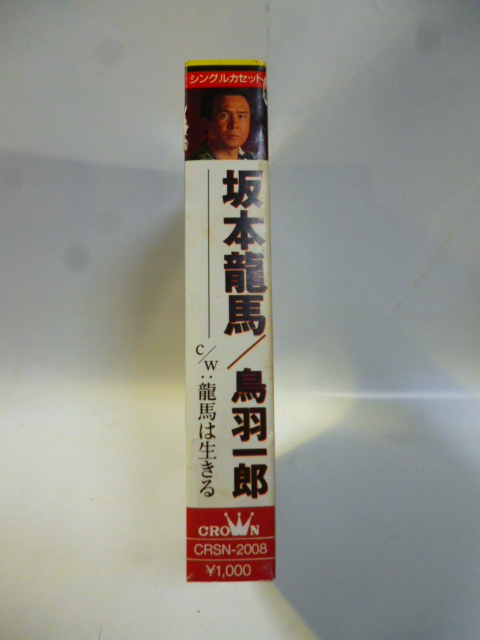 シングルカセット
坂本龍馬／鳥羽一郎
c/w:龍馬は生きる
CROWN
CRSN-2008
¥1,000